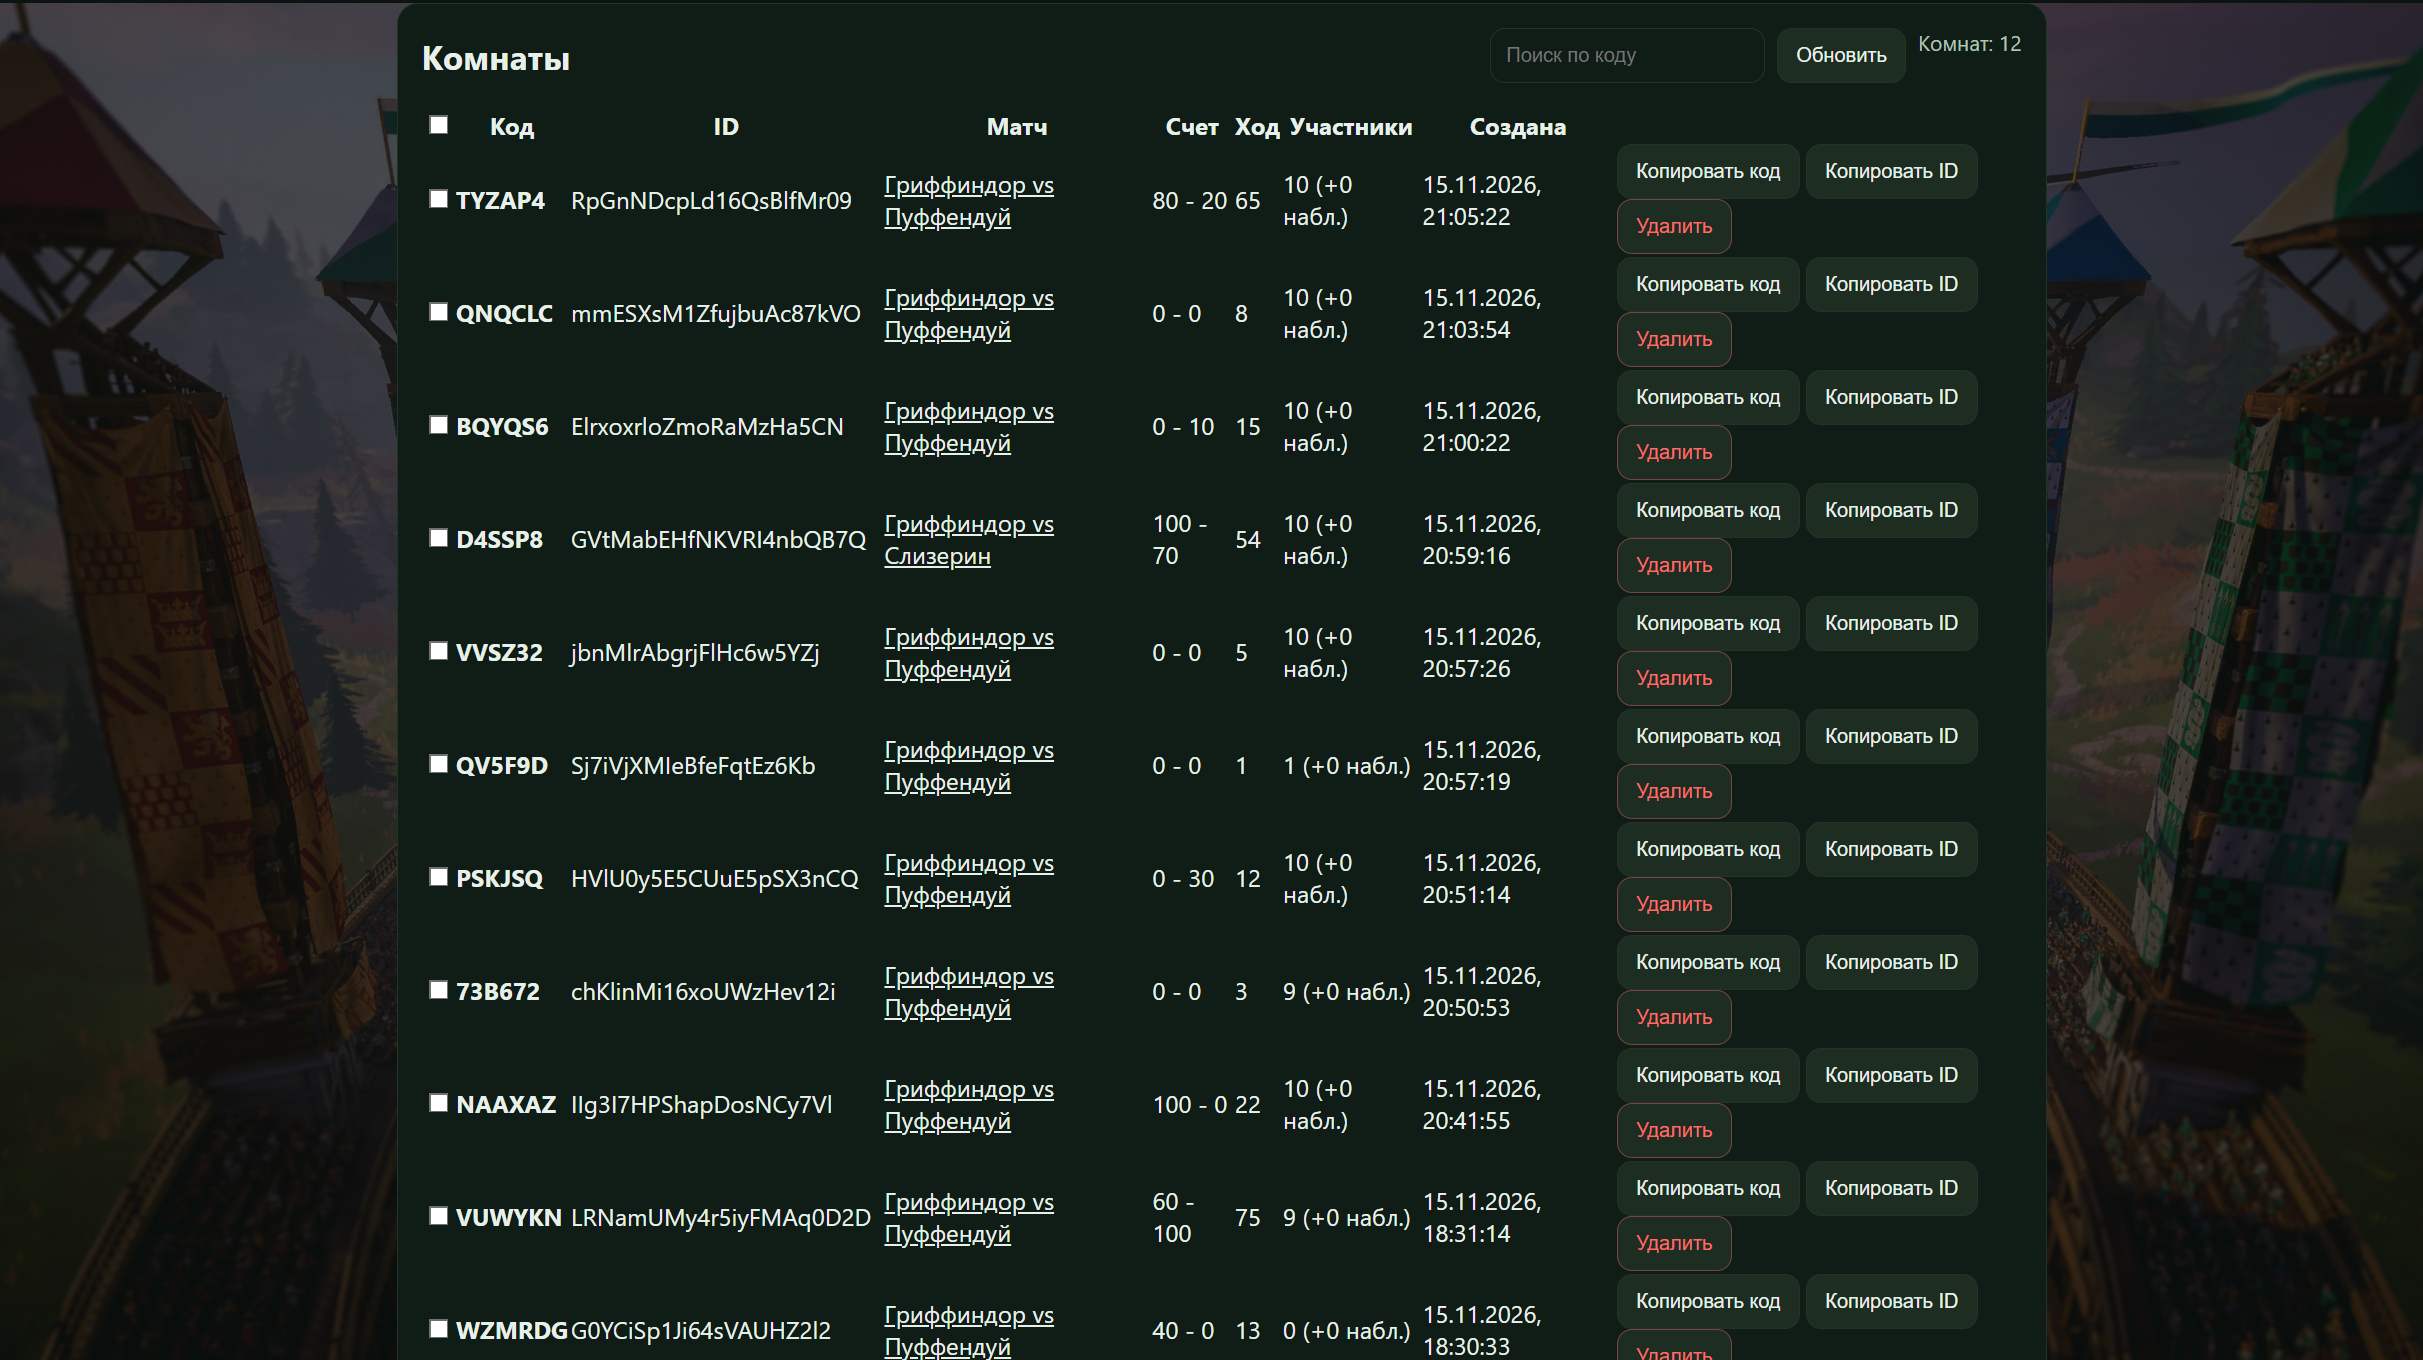 Комнаты
Поиск по коду
Обновить
Комнат: 12
Код ID Матч Счет Ход Участники Создана
TYZAP4 RpGnNDcpLd16QsBlfMr09 Гриффиндор vs Пуффендуй 80 - 20 65 10 (+0 набл.) 15.11.2026, 21:05:22 Копировать код Копировать ID Удалить
QNQCLC mmESXsM1ZfujbuAc87kVO Гриффиндор vs Пуффендуй 0 - 0 8 10 (+0 набл.) 15.11.2026, 21:03:54 Копировать код Копировать ID Удалить
BQYQS6 ElrxoxrloZmoRaMzHa5CN Гриффиндор vs Пуффендуй 0 - 10 15 10 (+0 набл.) 15.11.2026, 21:00:22 Копировать код Копировать ID Удалить
D4SSP8 GVtMabEHfNKVRI4nbQB7Q Гриффиндор vs Слизерин 100 - 70 54 10 (+0 набл.) 15.11.2026, 20:59:16 Копировать код Копировать ID Удалить
VVSZ32 jbnMlrAbgrjFlHc6w5YZj Гриффиндор vs Пуффендуй 0 - 0 5 10 (+0 набл.) 15.11.2026, 20:57:26 Копировать код Копировать ID Удалить
QV5F9D Sj7iVjXMIeBfeFqtEz6Kb Гриффиндор vs Пуффендуй 0 - 0 1 1 (+0 набл.) 15.11.2026, 20:57:19 Копировать код Копировать ID Удалить
PSKJSQ HVlU0y5E5CUuE5pSX3nCQ Гриффиндор vs Пуффендуй 0 - 30 12 10 (+0 набл.) 15.11.2026, 20:51:14 Копировать код Копировать ID Удалить
73B672 chKlinMi16xoUWzHev12i Гриффиндор vs Пуффендуй 0 - 0 3 9 (+0 набл.) 15.11.2026, 20:50:53 Копировать код Копировать ID Удалить
NAAXAZ IIg3I7HPShapDosNCy7Vl Гриффиндор vs Пуффендуй 100 - 0 22 10 (+0 набл.) 15.11.2026, 20:41:55 Копировать код Копировать ID Удалить
VUWYKN LRNamUMy4r5iyFMAq0D2D Гриффиндор vs Пуффендуй 60 - 100 75 9 (+0 набл.) 15.11.2026, 18:31:14 Копировать код Копировать ID Удалить
WZMRDG G0YCiSp1Ji64sVAUHZ2l2 Гриффиндор vs Пуффендуй 40 - 0 13 0 (+0 набл.) 15.11.2026, 18:30:33 Копировать код Копировать ID Удалить